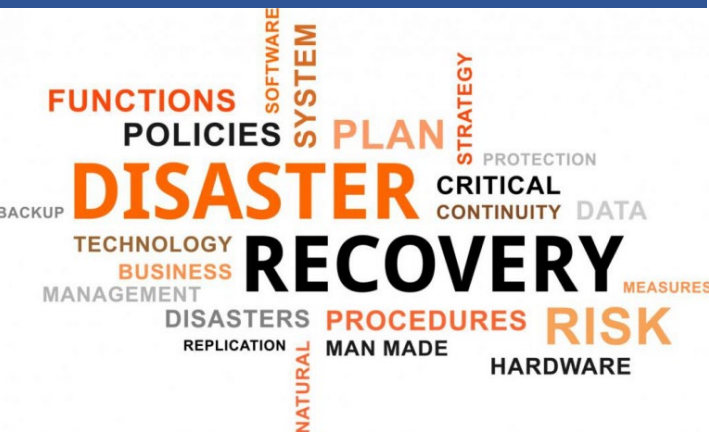 SOFTWARE
SYSTEM
STRATEGY
FUNCTIONS
POLICIES
PLAN
PROTECTION
DISASTER
CRITICAL
BACKUP
CONTINUITY
DATA
TECHNOLOGY
RECOVERY
BUSINESS
MEASURES
MANAGEMENT
DISASTERS
PROCEDURES
RISK
REPLICATION
NATURAL
MAN MADE
HARDWARE